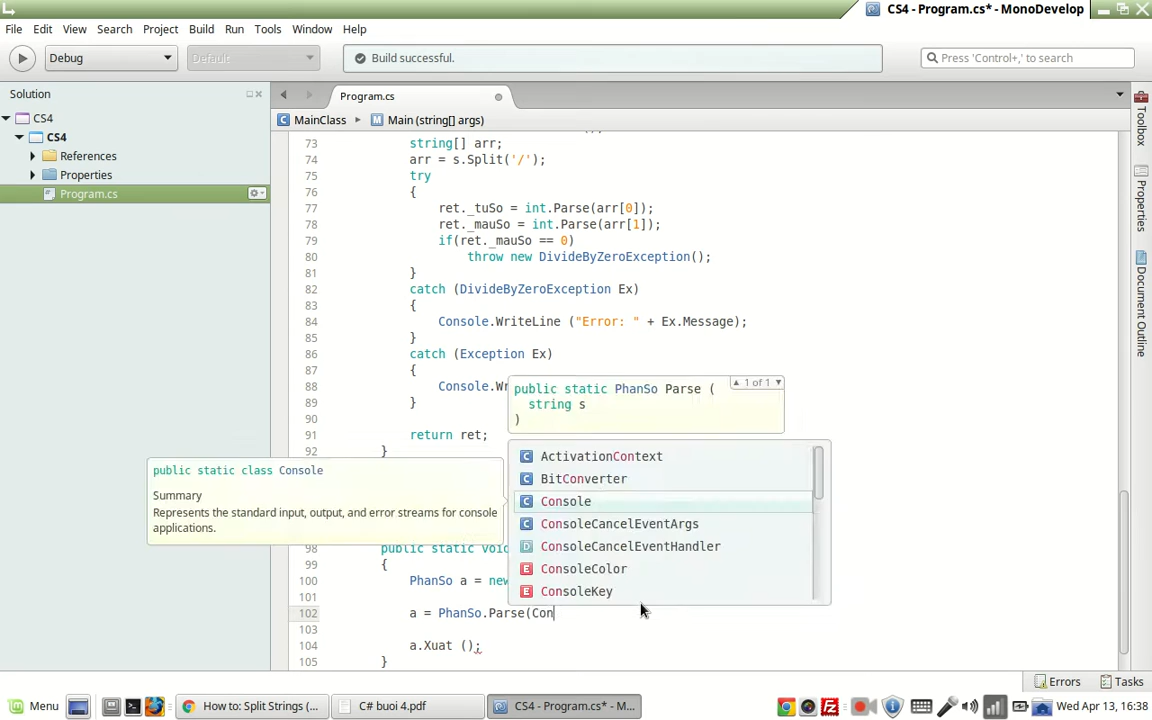 CS4 - Program.cs* - MonoDevelop
File Edit View Search Project Build Run Tools Window Help
Debug Default Build successful. Press 'Control+,' to search
Solution
CS4
CS4
References
Properties
Program.cs
Program.cs
MainClass Main (string[] args)
73 string[] arr;
74 arr = s.Split('/');
75 try
76 {
77 ret._tuSo = int.Parse(arr[0]);
78 ret._mauSo = int.Parse(arr[1]);
79 if(ret._mauSo == 0)
80 throw new DivideByZeroException();
81 }
82 catch (DivideByZeroException Ex)
83 {
84 Console.WriteLine ("Error: " + Ex.Message);
85 }
86 catch (Exception Ex)
87 {
88 Console.Wr
89 }
90
91 return ret;
92 }
98 public static void
99 {
100 PhanSo a = new
101
102 a = PhanSo.Parse(Con
103
104 a.Xuat ();
105 }
public static PhanSo Parse (
string s
)
1 of 1
public static class Console
Summary
Represents the standard input, output, and error streams for console
applications.
ActivationContext
BitConverter
Console
ConsoleCancelEventArgs
ConsoleCancelEventHandler
ConsoleColor
ConsoleKey
Toolbox
Properties
Document Outline
Errors Tasks
Menu How to: Split Strings (... C# buoi 4.pdf CS4 - Program.cs* - M... Wed Apr 13, 16:38